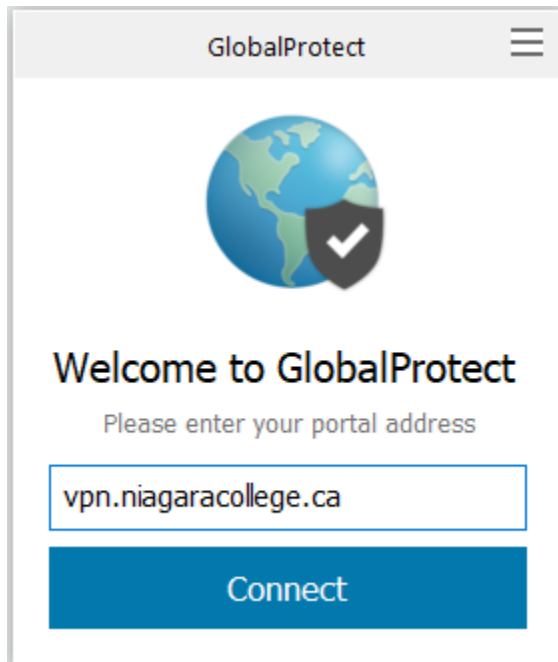 GlobalProtect
Welcome to GlobalProtect
Please enter your portal address
vpn.niagaracollege.ca
Connect